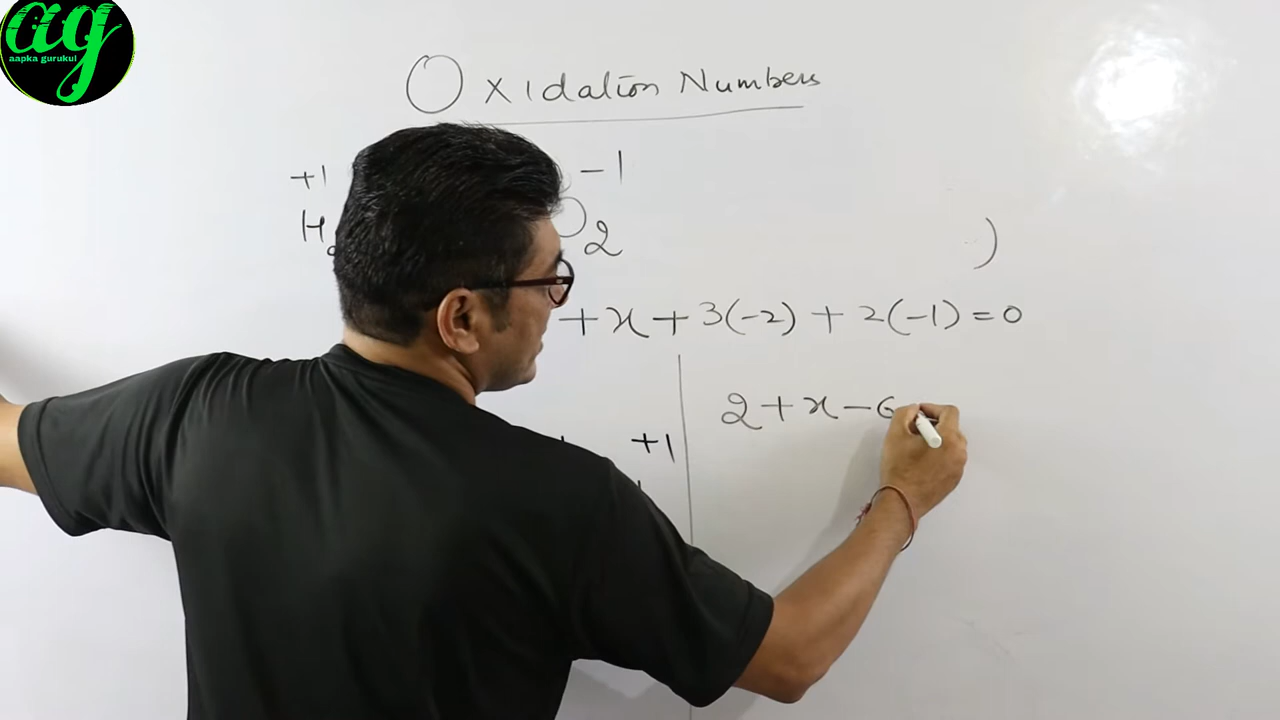 ag
aapka gurukul
Oxidation Numbers
+1 -1
H O2
)
+x+3(-2)+2(-1)=0
2+x-6
+1